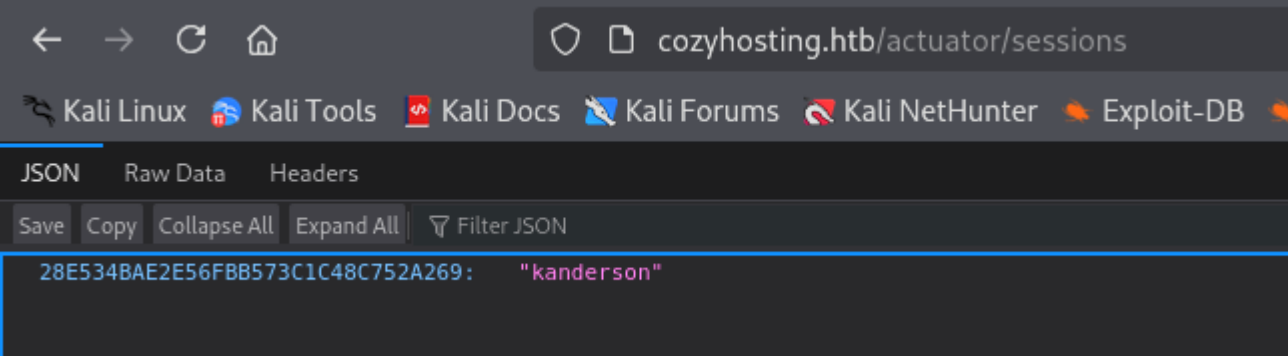 cozyhosting.htb/actuator/sessions
Kali Linux Kali Tools Kali Docs Kali Forums Kali NetHunter Exploit-DB
JSON Raw Data Headers
Save Copy Collapse All Expand All Filter JSON
28E534BAE2E56FBB573C1C48C752A269: "kanderson"